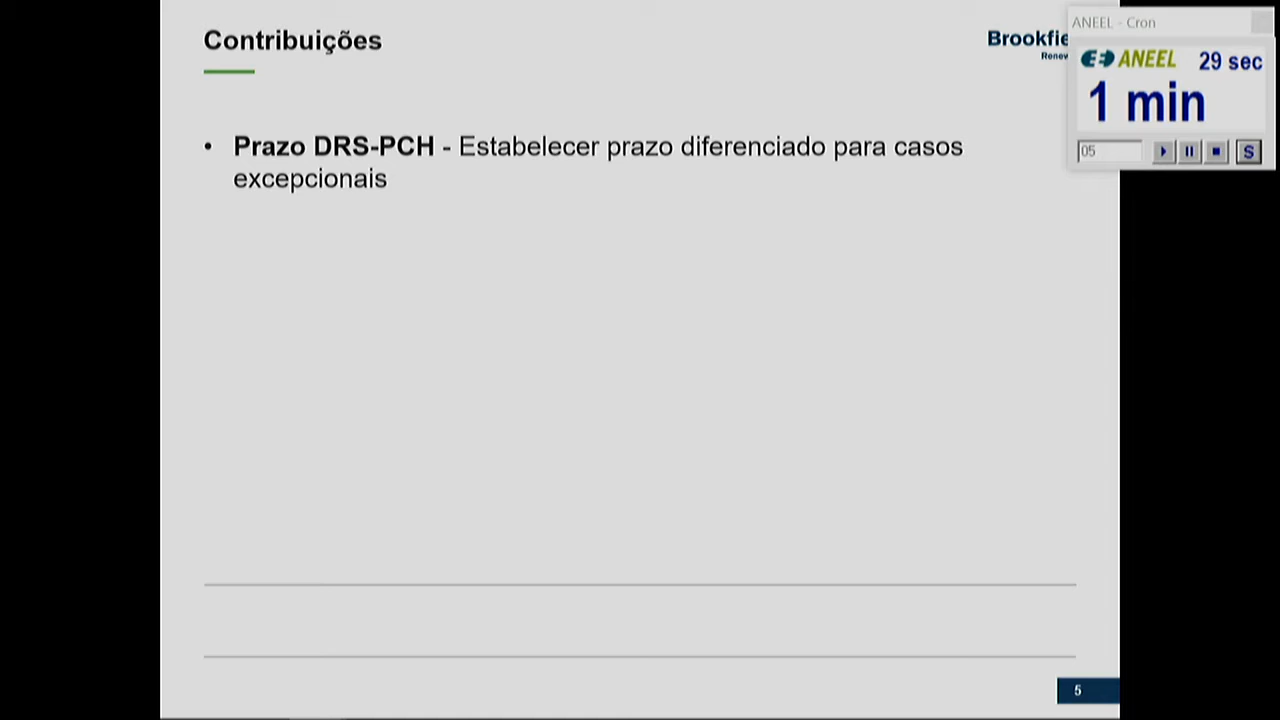 Contribuições
Brookfie
Renew
ANEEL - Cron
ANEEL 29 sec
1 min
05
S
• Prazo DRS-PCH - Estabelecer prazo diferenciado para casos
excepcionais
5